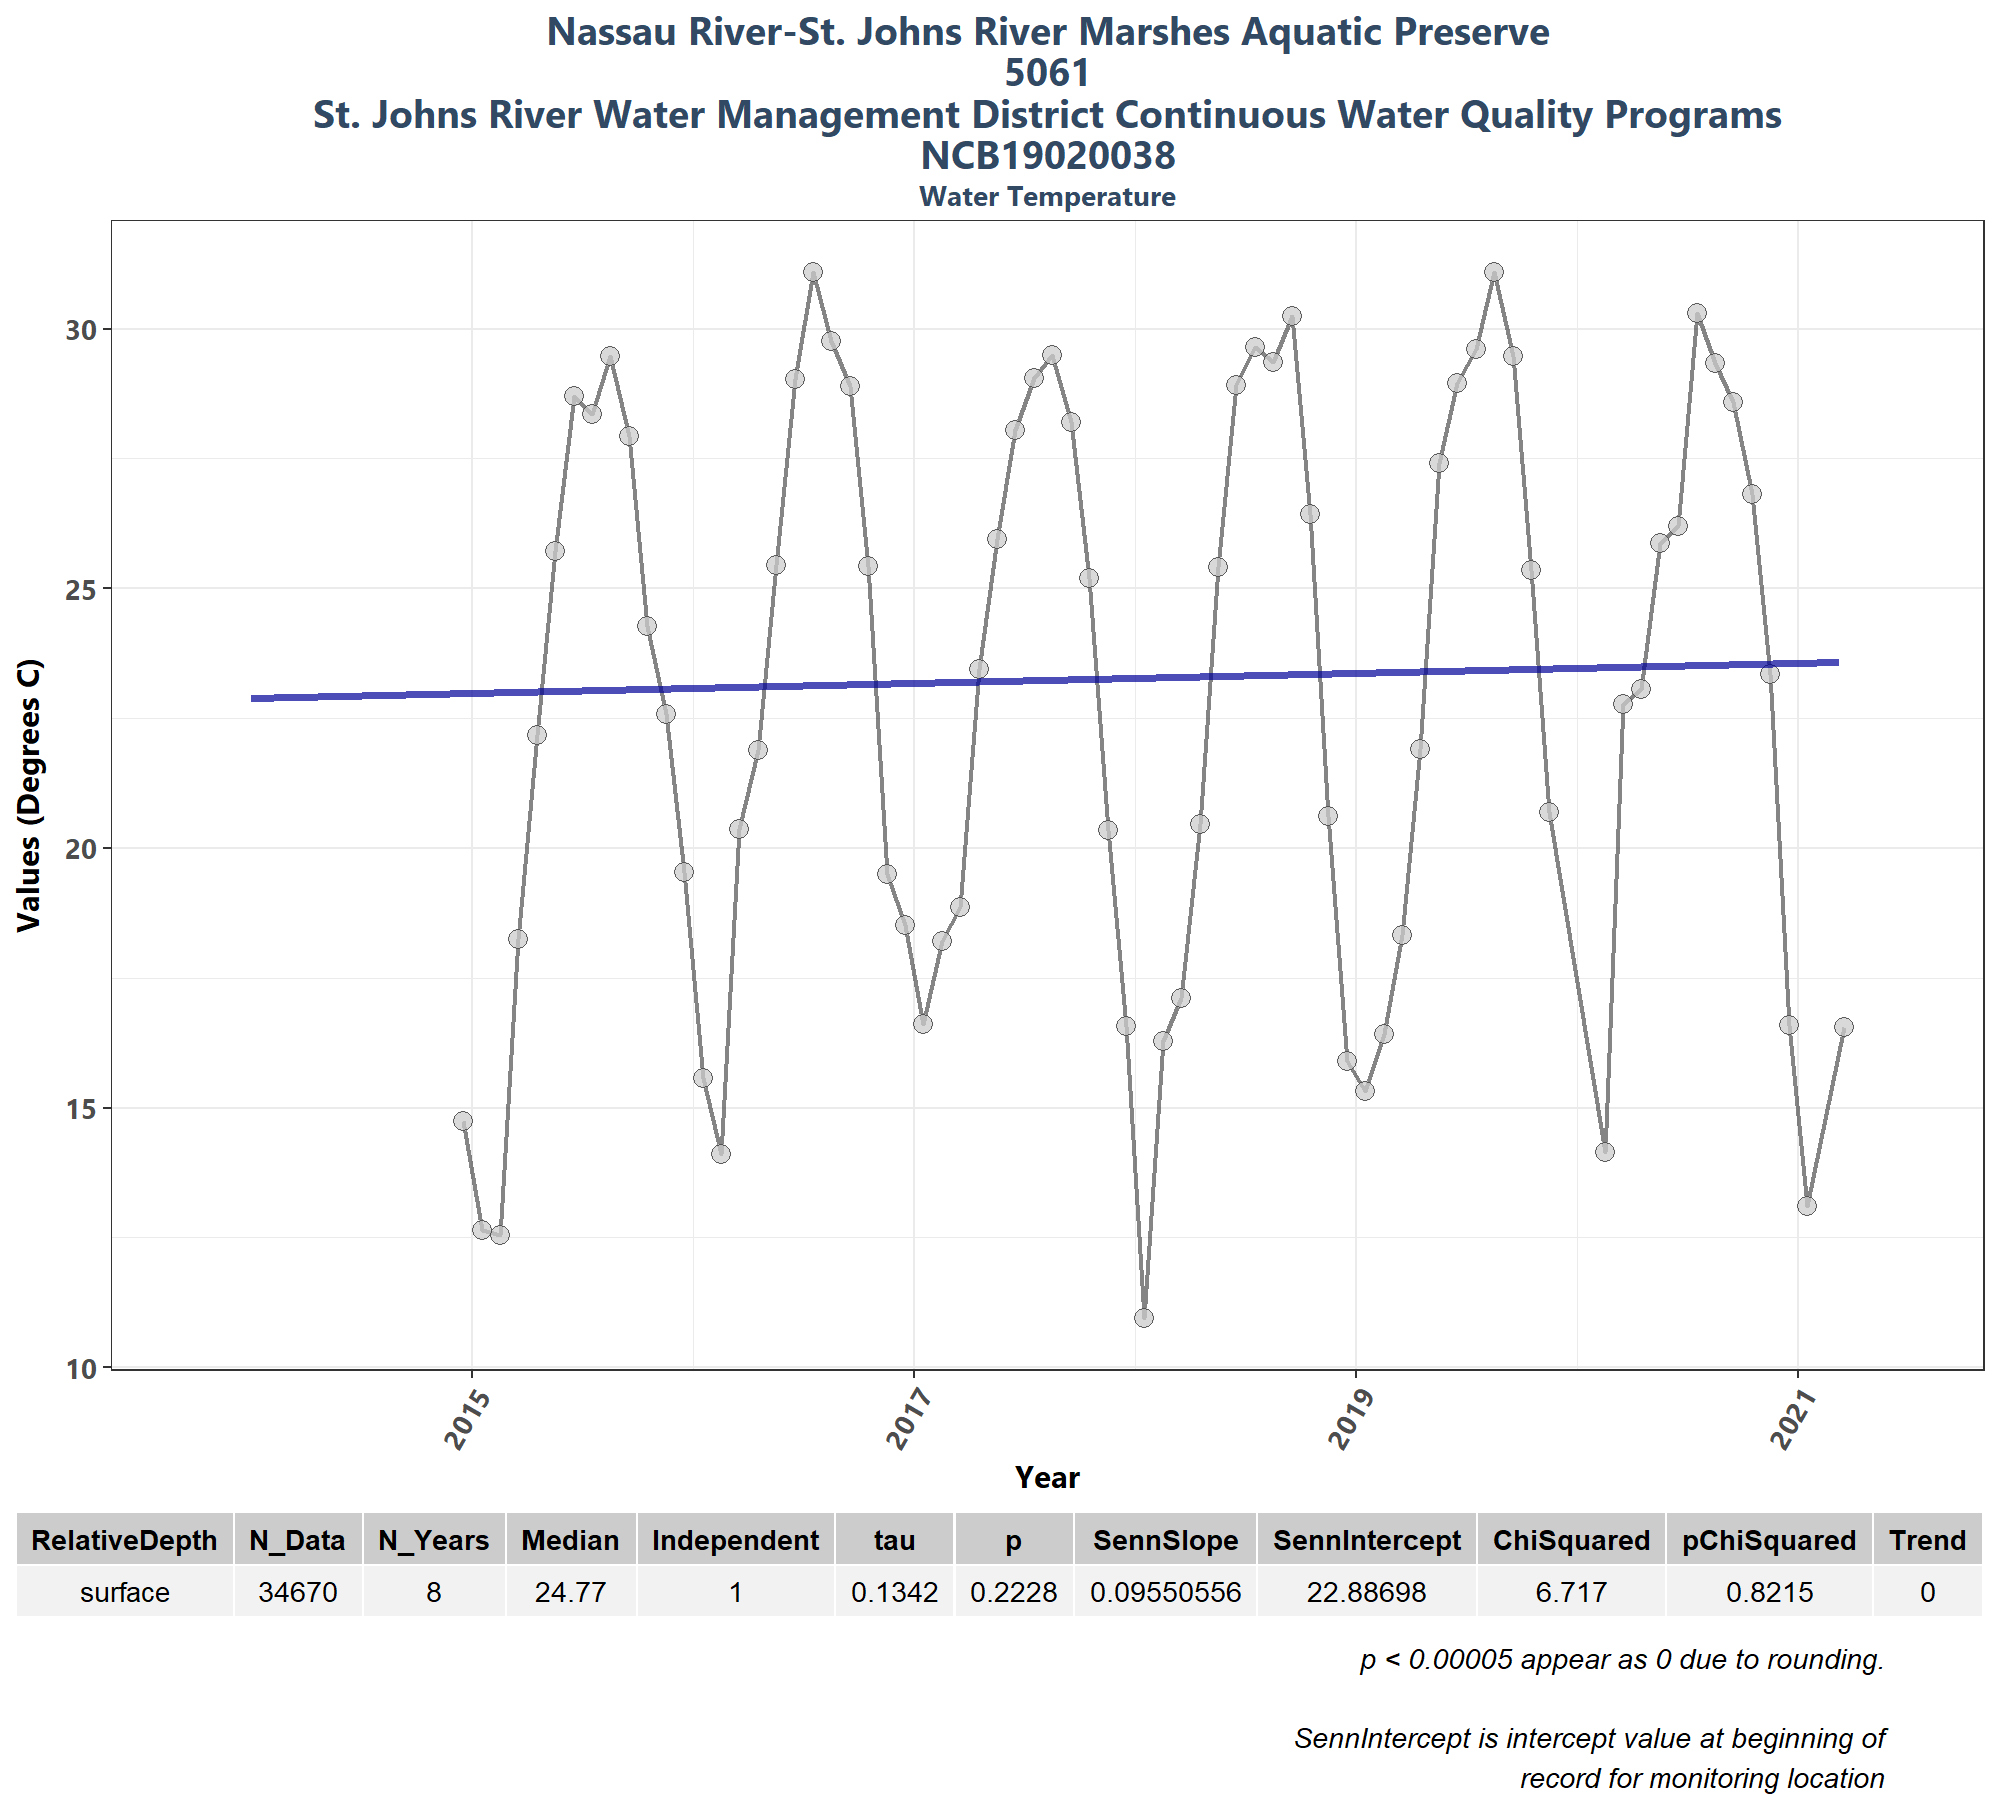 Nassau River-St. Johns River Marshes Aquatic Preserve
5061
St. Johns River Water Management District Continuous Water Quality Programs
NCB19020038
Water Temperature
Values (Degrees C)
30
25
20
15
10
2015
2017
2019
2021
Year
RelativeDepth N_Data N_Years Median Independent tau p SennSlope SennIntercept ChiSquared pChiSquared Trend
surface 34670 8 24.77 1 0.1342 0.2228 0.09550556 22.88698 6.717 0.8215 0
p < 0.00005 appear as 0 due to rounding.
SennIntercept is intercept value at beginning of
record for monitoring location